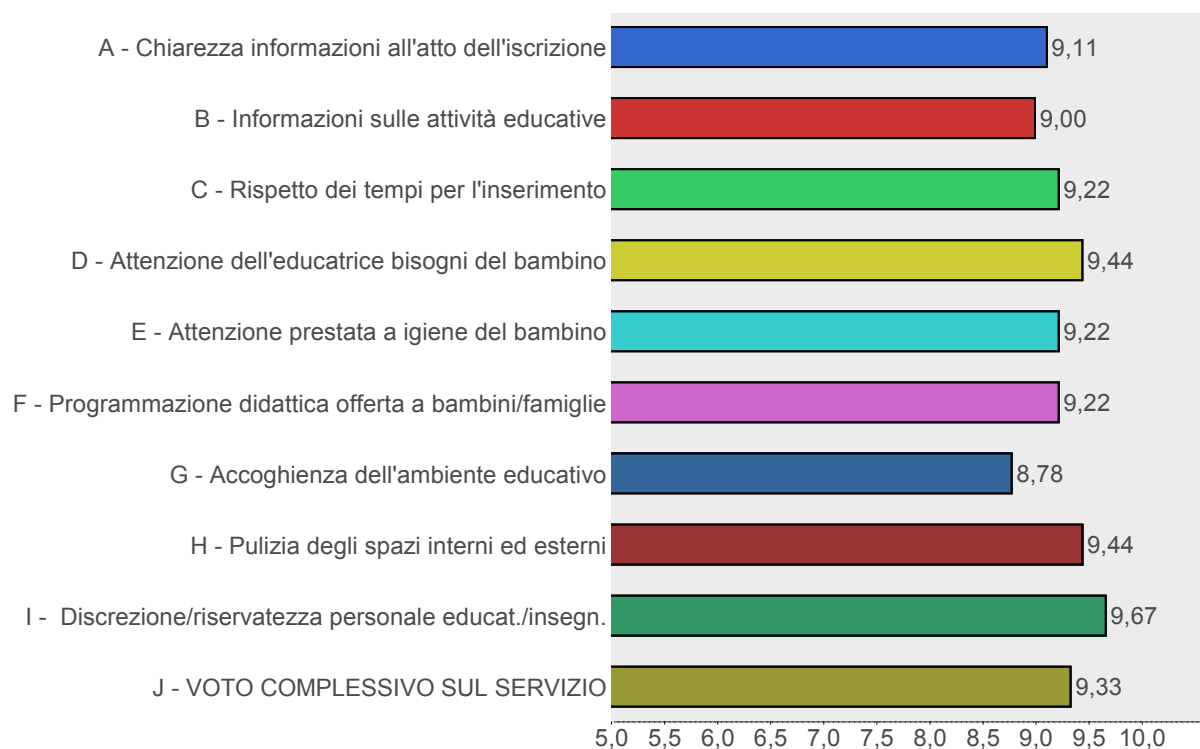 A - Chiarezza informazioni all'atto dell'iscrizione 9,11
B - Informazioni sulle attività educative 9,00
C - Rispetto dei tempi per l'inserimento 9,22
D - Attenzione dell'educatrice bisogni del bambino 9,44
E - Attenzione prestata a igiene del bambino 9,22
F - Programmazione didattica offerta a bambini/famiglie 9,22
G - Accoghienza dell'ambiente educativo 8,78
H - Pulizia degli spazi interni ed esterni 9,44
I -  Discrezione/riservatezza personale educat./insegn. 9,67
J - VOTO COMPLESSIVO SUL SERVIZIO 9,33
5,0 5,5 6,0 6,5 7,0 7,5 8,0 8,5 9,0 9,5 10,0